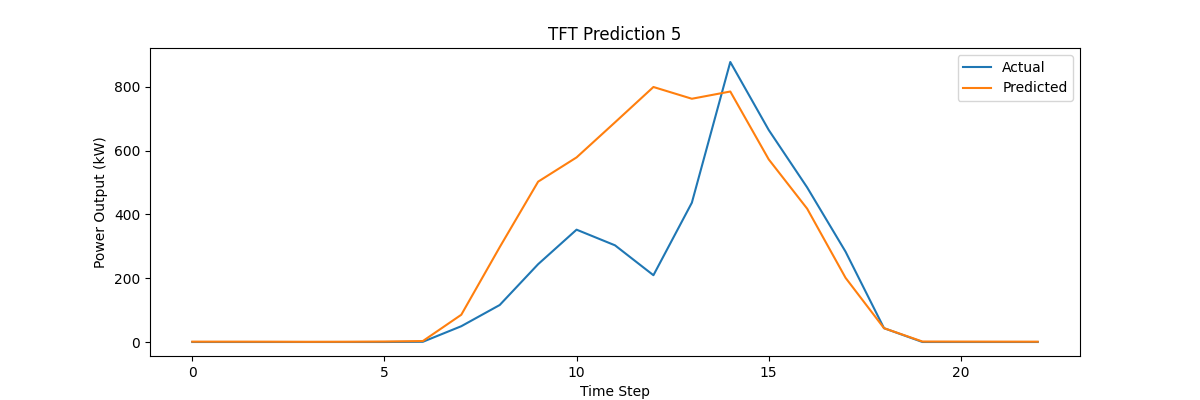 TFT Prediction 5
Actual
Predicted
Power Output (kW)
800
600
400
200
0
0 5 10 15 20
Time Step